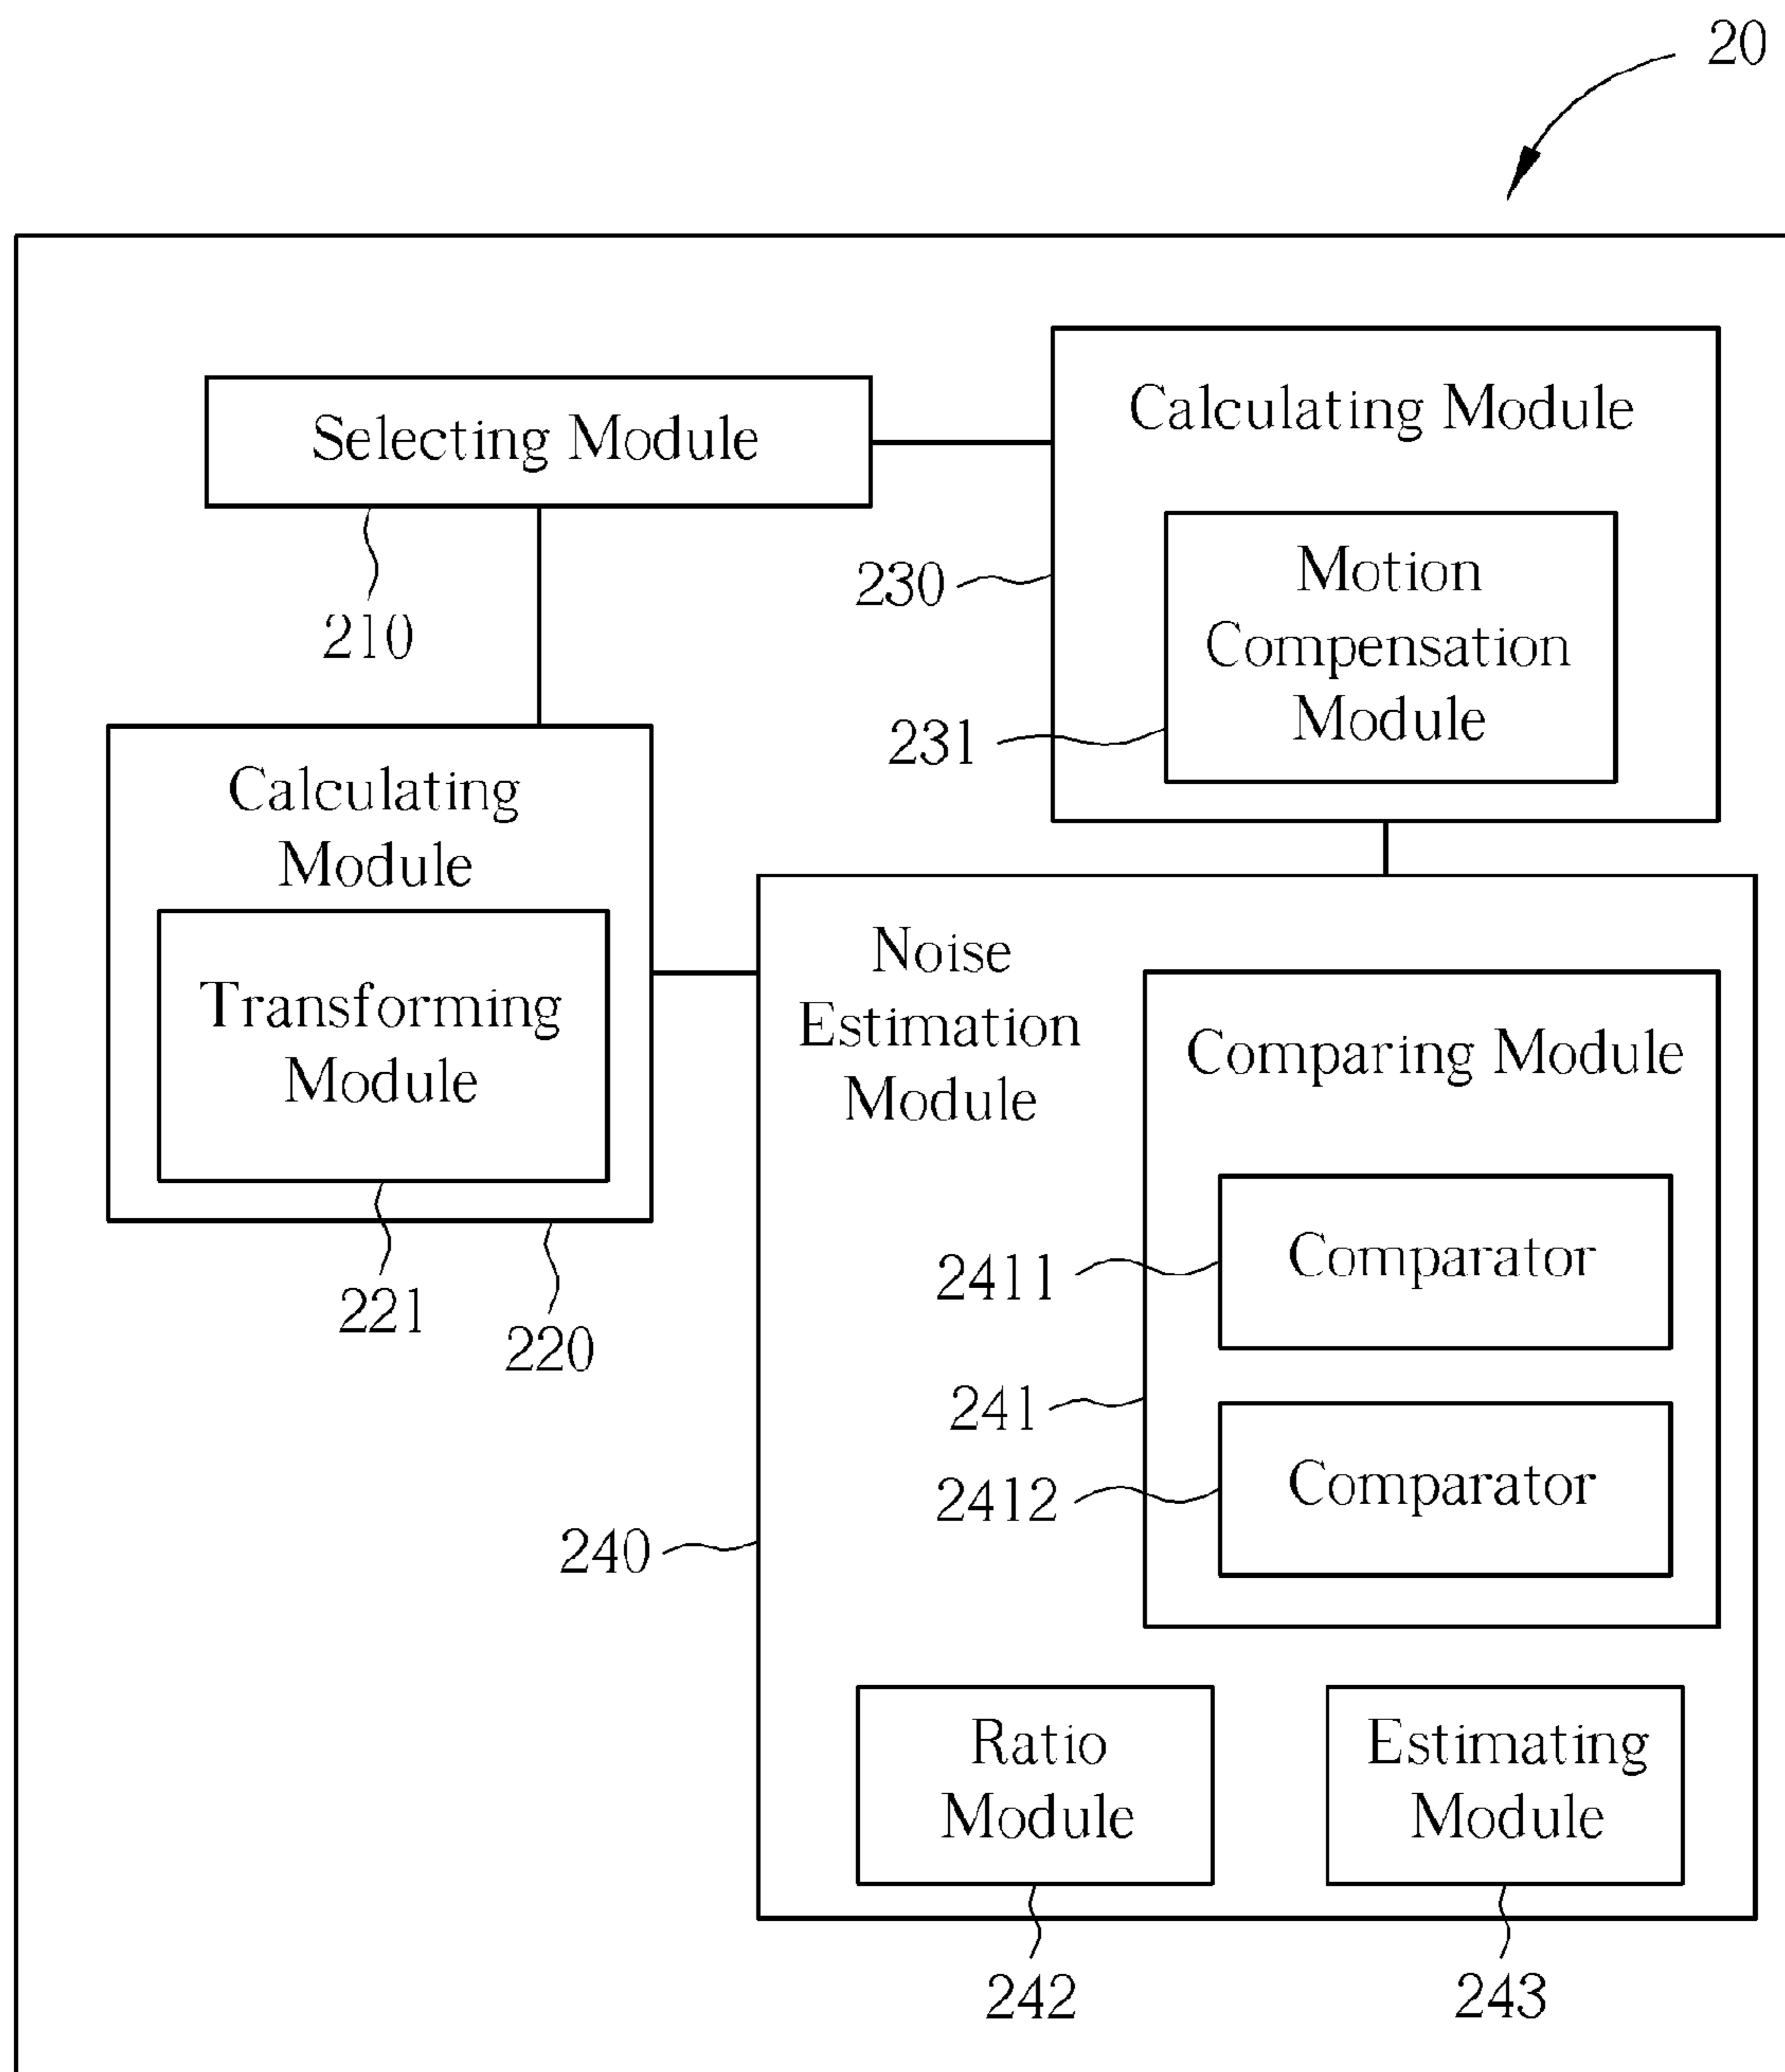 20
Selecting Module
210
Calculating Module
230
Motion
Compensation
Module
231
Calculating
Module
Transforming
Module
221
220
Noise
Estimation
Module
Comparing Module
2411
Comparator
241
2412
Comparator
240
Ratio
Module
Estimating
Module
242
243